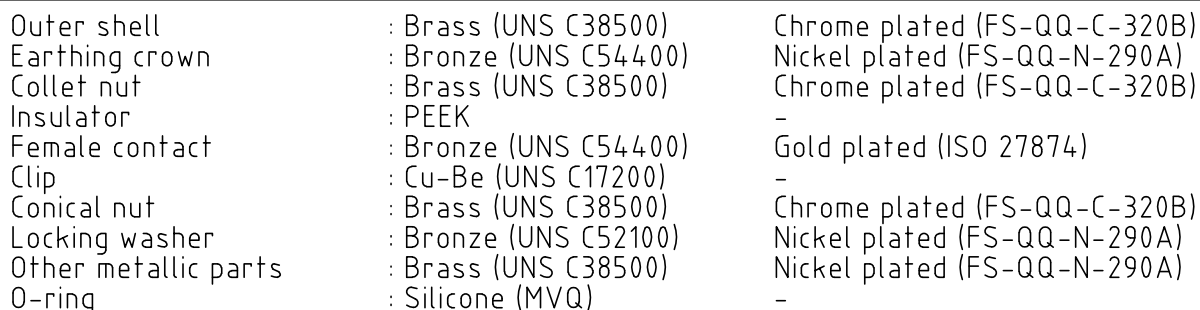 Outer shell : Brass (UNS C38500) Chrome plated (FS-QQ-C-320B)
Earthing crown : Bronze (UNS C54400) Nickel plated (FS-QQ-N-290A)
Collet nut : Brass (UNS C38500) Chrome plated (FS-QQ-C-320B)
Insulator : PEEK -
Female contact : Bronze (UNS C54400) Gold plated (ISO 27874)
Clip : Cu-Be (UNS C17200) -
Conical nut : Brass (UNS C38500) Chrome plated (FS-QQ-C-320B)
Locking washer : Bronze (UNS C52100) Nickel plated (FS-QQ-N-290A)
Other metallic parts : Brass (UNS C38500) Nickel plated (FS-QQ-N-290A)
O-ring : Silicone (MVQ) -